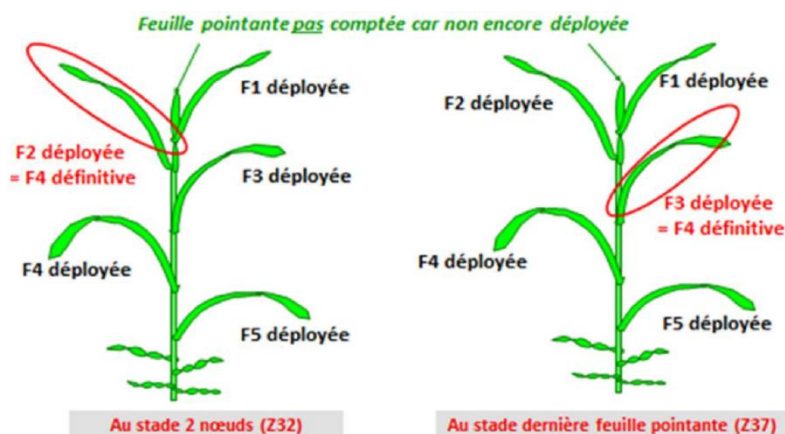 Feuille pointante pas comptée car non encore déployée
F1 déployée
F2 déployée
= F4 définitive
F3 déployée
F4 déployée
F5 déployée
Au stade 2 nœuds (Z32)
F1 déployée
F2 déployée
F3 déployée
= F4 définitive
F4 déployée
F5 déployée
Au stade dernière feuille pointante (Z37)